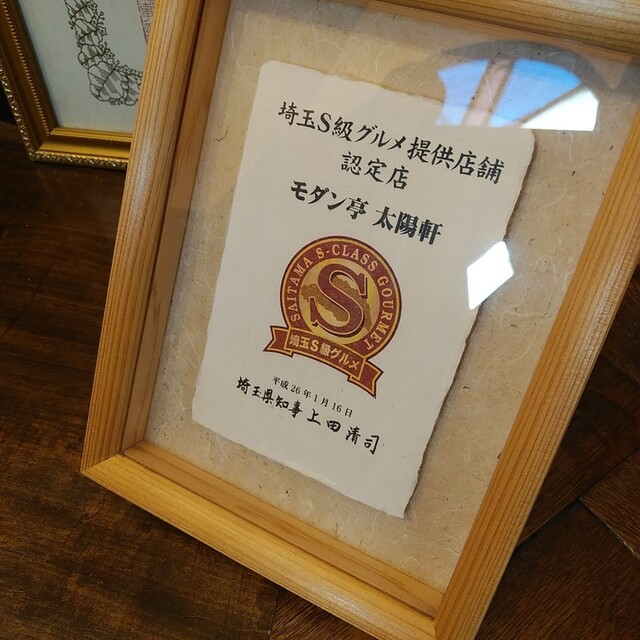 埼玉S級グルメ提供店舗
認定店
モダン亭 太陽軒
SAITAMA S-CLASS GOURMET
S
埼玉S級グルメ
平成26年1月16日
埼玉県知事 上田清司